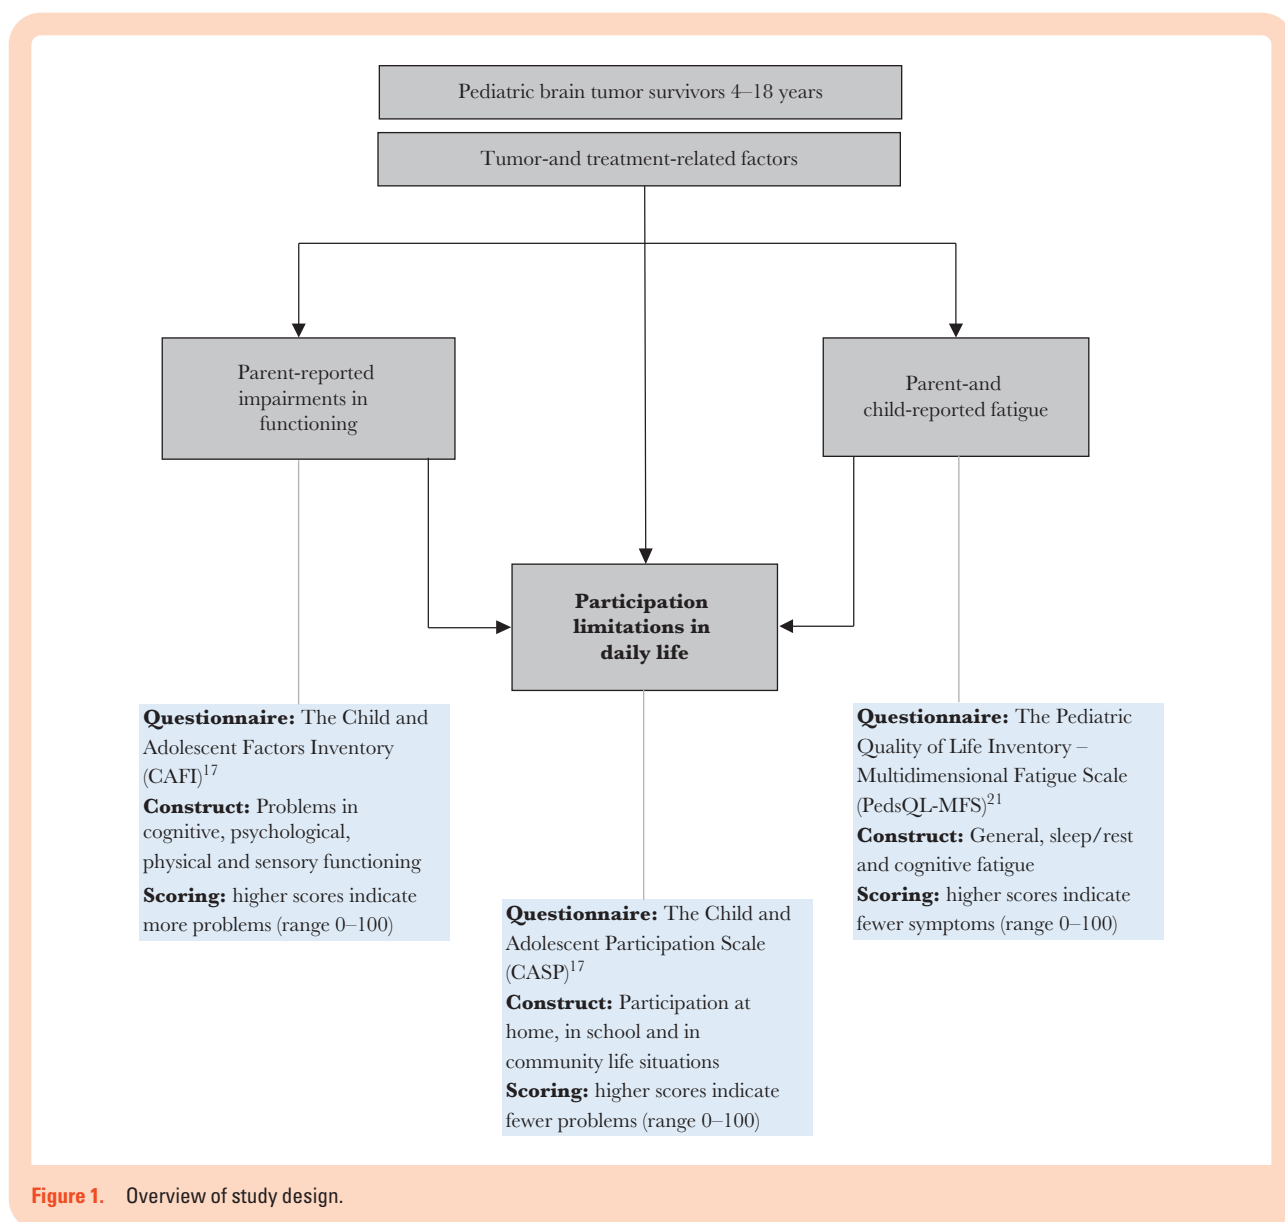 Pediatric brain tumor survivors 4–18 years
Tumor-and treatment-related factors
Parent-reported
impairments in
functioning
Parent-and
child-reported fatigue
Participation
limitations in
daily life
Questionnaire: The Child and
Adolescent Factors Inventory
(CAFI)17
Construct: Problems in
cognitive, psychological,
physical and sensory functioning
Scoring: higher scores indicate
more problems (range 0–100)
Questionnaire: The Child and
Adolescent Participation Scale
(CASP)17
Construct: Participation at
home, in school and in
community life situations
Scoring: higher scores indicate
fewer problems (range 0–100)
Questionnaire: The Pediatric
Quality of Life Inventory –
Multidimensional Fatigue Scale
(PedsQL-MFS)21
Construct: General, sleep/rest
and cognitive fatigue
Scoring: higher scores indicate
fewer symptoms (range 0–100)
Figure 1. Overview of study design.